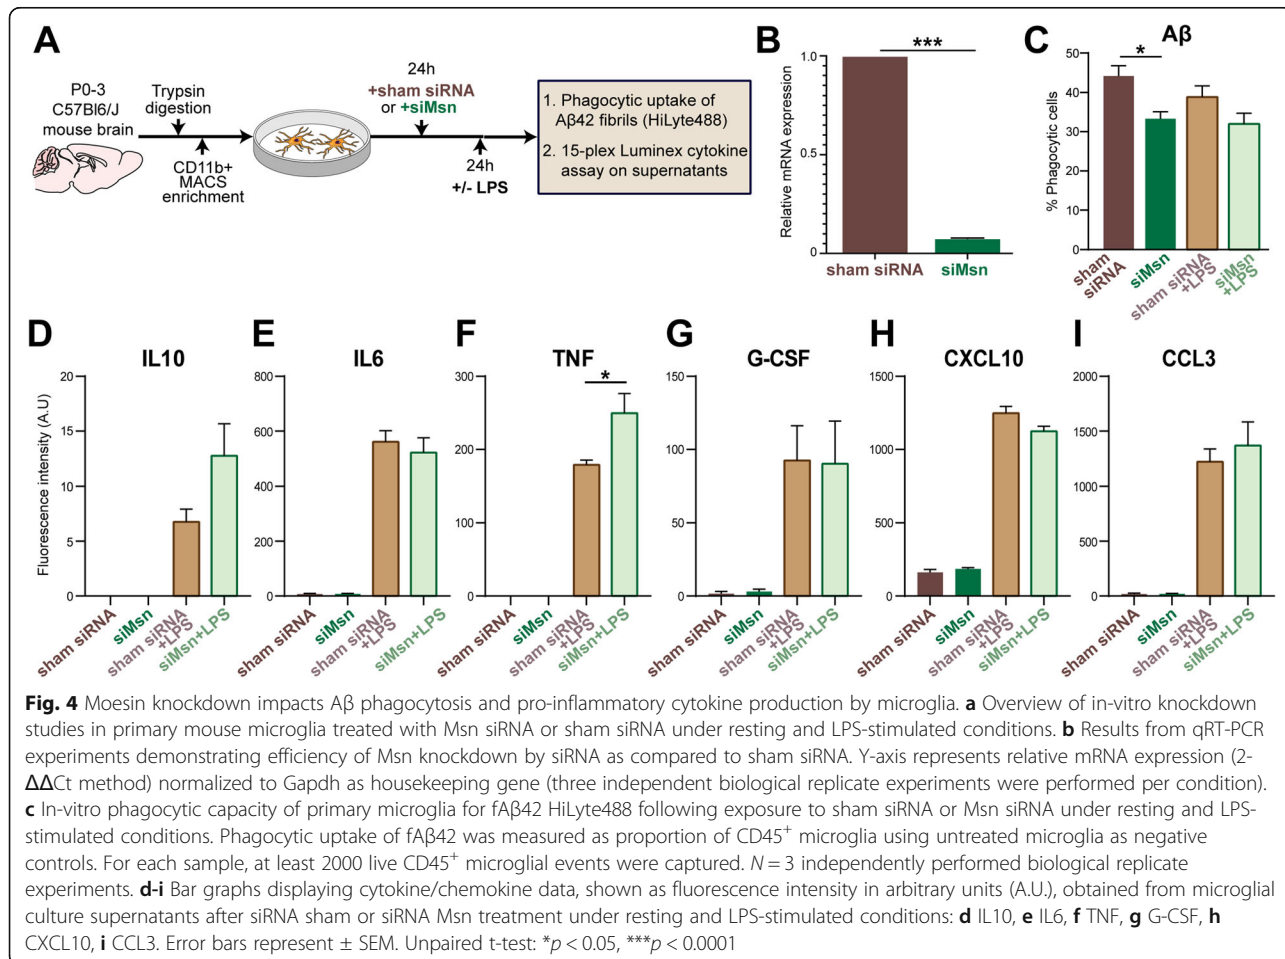 A
P0-3
C57Bl6/J
mouse brain
Trypsin
digestion
CD11b+
MACS
enrichment
24h
+sham siRNA
or +siMsn
24h
+/- LPS
1. Phagocytic uptake of
Aβ42 fibrils (HiLyte488)
2. 15-plex Luminex cytokine
assay on supernatants
B
***
Relative mRNA expression
1.0
0.5
0
sham siRNA
siMsn
C
Aβ
*
% Phagocytic cells
50
40
30
20
10
0
sham
siRNA
siMsn
sham siRNA
+LPS
siMsn
+LPS
D
IL10
Fluorescence intensity (A.U)
20
15
10
5
0
sham siRNA
siMsn
sham siRNA
+LPS
siMsn+LPS
E
IL6
800
600
400
200
0
sham siRNA
siMsn
sham siRNA
+LPS
siMsn+LPS
F
TNF
*
300
200
100
0
sham siRNA
siMsn
sham siRNA
+LPS
siMsn+LPS
G
G-CSF
150
100
50
0
sham siRNA
siMsn
sham siRNA
+LPS
siMsn+LPS
H
CXCL10
1500
1000
500
0
sham siRNA
siMsn
sham siRNA
+LPS
siMsn+LPS
I
CCL3
2000
1500
1000
500
0
sham siRNA
siMsn
sham siRNA
+LPS
siMsn+LPS
Fig. 4 Moesin knockdown impacts Aβ phagocytosis and pro-inflammatory cytokine production by microglia. a Overview of in-vitro knockdown
studies in primary mouse microglia treated with Msn siRNA or sham siRNA under resting and LPS-stimulated conditions. b Results from qRT-PCR
experiments demonstrating efficiency of Msn knockdown by siRNA as compared to sham siRNA. Y-axis represents relative mRNA expression (2-
ΔΔCt method) normalized to Gapdh as housekeeping gene (three independent biological replicate experiments were performed per condition).
c In-vitro phagocytic capacity of primary microglia for fAβ42 HiLyte488 following exposure to sham siRNA or Msn siRNA under resting and LPS-
stimulated conditions. Phagocytic uptake of fAβ42 was measured as proportion of CD45⁺ microglia using untreated microglia as negative
controls. For each sample, at least 2000 live CD45⁺ microglial events were captured. N = 3 independently performed biological replicate
experiments. d-i Bar graphs displaying cytokine/chemokine data, shown as fluorescence intensity in arbitrary units (A.U.), obtained from microglial
culture supernatants after siRNA sham or siRNA Msn treatment under resting and LPS-stimulated conditions: d IL10, e IL6, f TNF, g G-CSF, h
CXCL10, i CCL3. Error bars represent ± SEM. Unpaired t-test: *p < 0.05, ***p < 0.0001